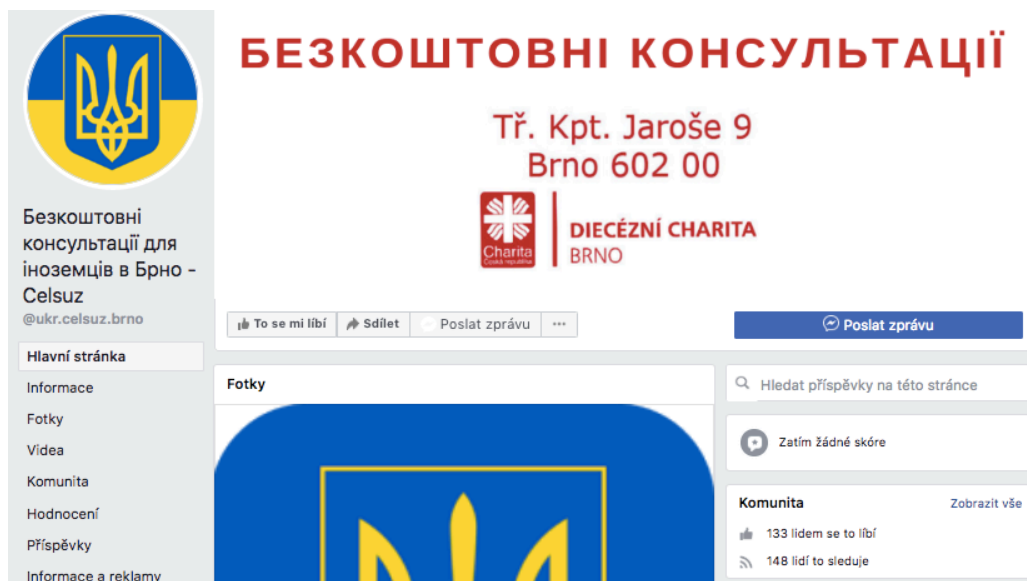 БЕЗКОШТОВНІ КОНСУЛЬТАЦІЇ
Tř. Kpt. Jaroše 9
Brno 602 00
Charita
Česká republika
DIECÉZNÍ CHARITA
BRNO
Безкоштовні
консультації для
іноземців в Брно -
Celsuz
@ukr.celsuz.brno
Hlavní stránka
Informace
Fotky
Videa
Komunita
Hodnocení
Příspěvky
Informace a reklamy
To se mi líbí
Sdílet
Poslat zprávu
Poslat zprávu
Fotky
Hledat příspěvky na této stránce
Zatím žádné skóre
Komunita
Zobrazit vše
133 lidem se to líbí
148 lidí to sleduje